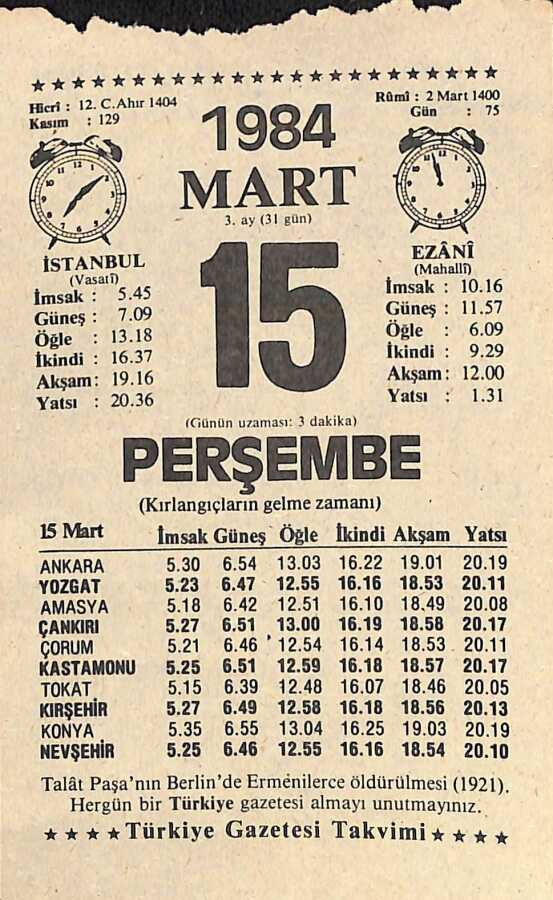 Hicrî : 12. C. Ahır 1404
Kasım : 129
Rûmî : 2 Mart 1400
Gün : 75
1984
MART
3. ay (31 gün)
15
İSTANBUL
(Vasatî)
İmsak : 5.45
Güneş : 7.09
Öğle : 13.18
İkindi : 16.37
Akşam : 19.16
Yatsı : 20.36
EZÂNÎ
(Mahallî)
İmsak : 10.16
Güneş : 11.57
Öğle : 6.09
İkindi : 9.29
Akşam : 12.00
Yatsı : 1.31
(Günün uzaması: 3 dakika)
PERŞEMBE
(Kırlangıçların gelme zamanı)
15 Mart İmsak Güneş Öğle İkindi Akşam Yatsı
ANKARA 5.30 6.54 13.03 16.22 19.01 20.19
YOZGAT 5.23 6.47 12.55 16.16 18.53 20.11
AMASYA 5.18 6.42 12.51 16.10 18.49 20.08
ÇANKIRI 5.27 6.51 13.00 16.19 18.58 20.17
ÇORUM 5.21 6.46 12.54 16.14 18.53 20.11
KASTAMONU 5.25 6.51 12.59 16.18 18.57 20.17
TOKAT 5.15 6.39 12.48 16.07 18.46 20.05
KIRŞEHİR 5.27 6.49 12.58 16.18 18.56 20.13
KONYA 5.35 6.55 13.04 16.25 19.03 20.19
NEVŞEHİR 5.25 6.46 12.55 16.16 18.54 20.10
Talât Paşa'nın Berlin'de Ermenilerce öldürülmesi (1921).
Hergün bir Türkiye gazetesi almayı unutmayınız.
Türkiye Gazetesi Takvimi